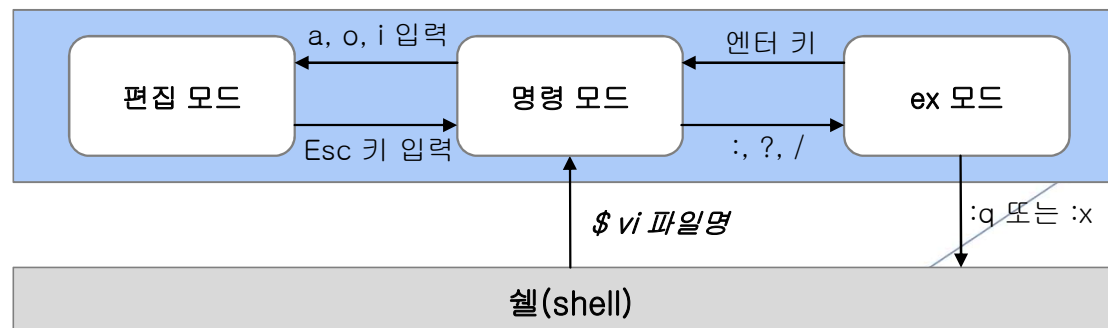 a, o, i 입력
엔터 키
편집 모드
명령 모드
ex 모드
Esc 키 입력
:, ?, /
$ vi 파일명
:q 또는 :x
쉘(shell)